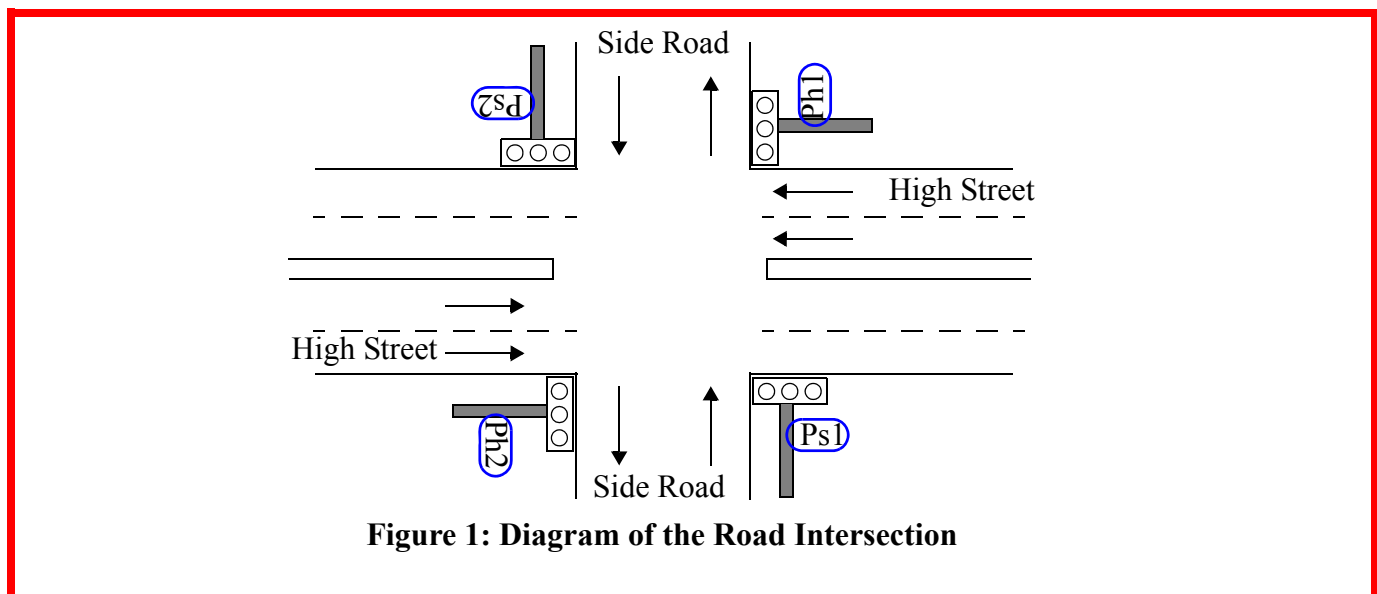 Side Road
Ps2
Ph1
High Street
High Street
Ph2
Ps1
Side Road
Figure 1: Diagram of the Road Intersection